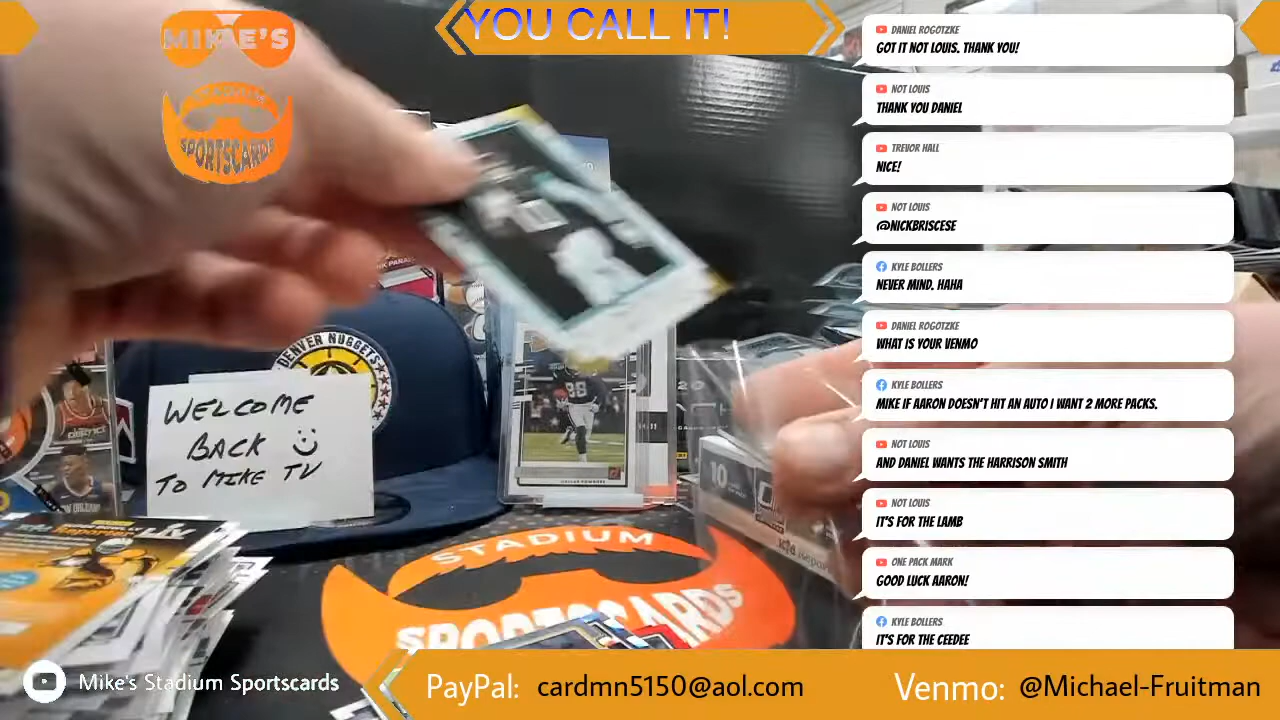 YOU CALL IT!
MIKE'S
STADIUM
SPORTSCARDS
DANIEL ROGOTZKE
GOT IT NOT LOUIS. THANK YOU!
NOT LOUIS
THANK YOU DANIEL
TREVOR HALL
NICE!
NOT LOUIS
@NICKBRISCESE
KYLE BOLLERS
NEVER MIND. HAHA
DANIEL ROGOTZKE
WHAT IS YOUR VENMO
KYLE BOLLERS
MIKE IF AARON DOESN'T HIT AN AUTO I WANT 2 MORE PACKS.
NOT LOUIS
AND DANIEL WANTS THE HARRISON SMITH
NOT LOUIS
IT'S FOR THE LAMB
ONE PACK MARK
GOOD LUCK AARON!
KYLE BOLLERS
IT'S FOR THE CEEDEE
DENVER NUGGETS
WELCOME
BACK
TO MIKE TV
88
10
STADIUM
SPORTSCARDS
Mike's Stadium Sportscards
PayPal: cardmn5150@aol.com
Venmo: @Michael-Fruitman